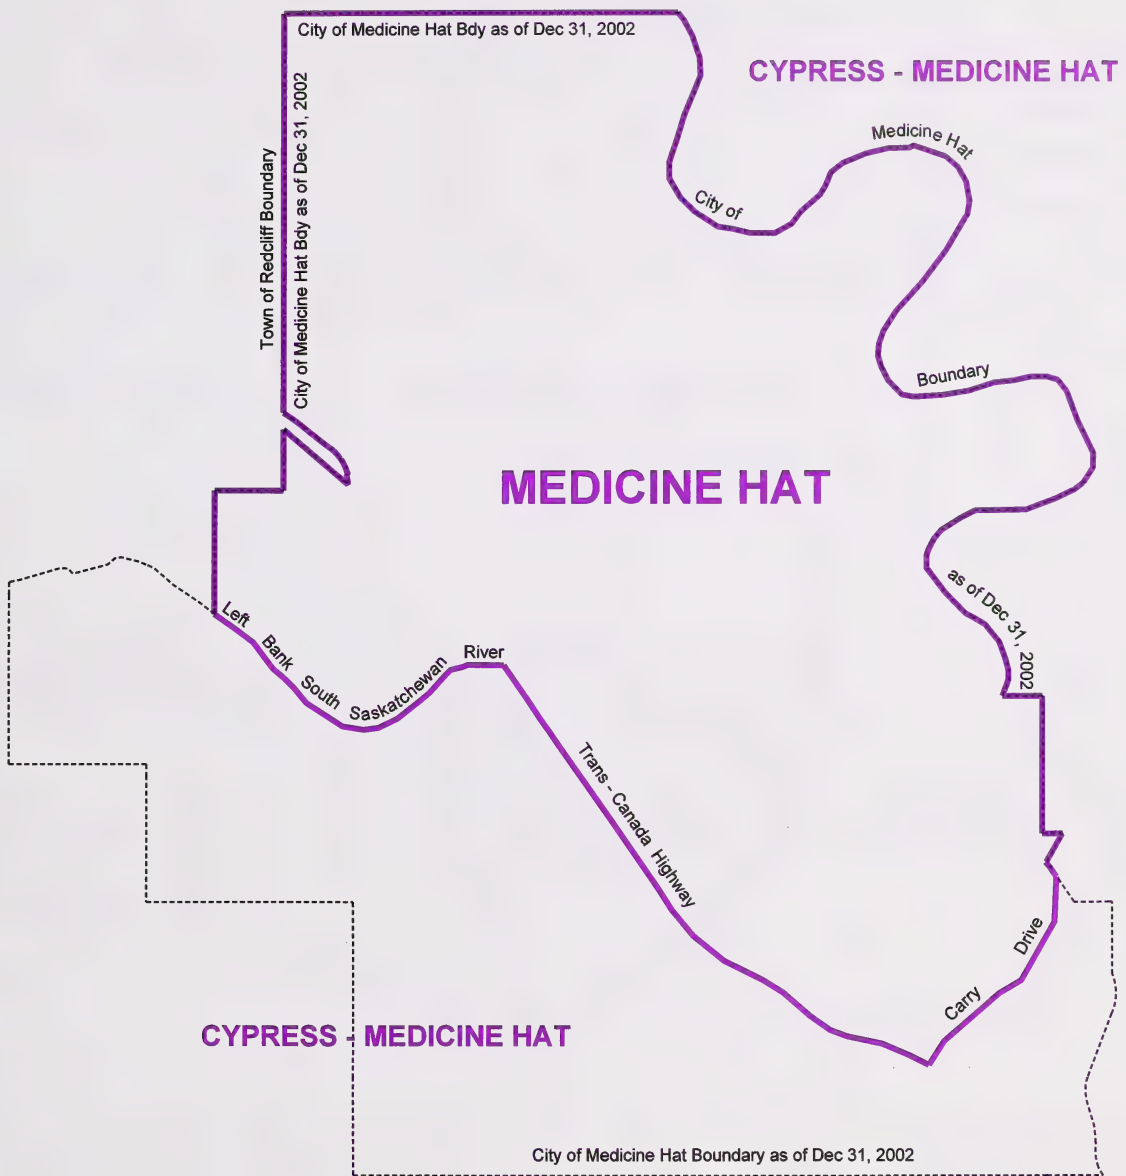 City of Medicine Hat Bdy as of Dec 31, 2002
CYPRESS - MEDICINE HAT
Town of Redcliff Boundary
City of Medicine Hat Bdy as of Dec 31, 2002
City of Medicine Hat Boundary as of Dec 31, 2002
MEDICINE HAT
Left Bank South Saskatchewan River
Trans - Canada Highway
Carry Drive
CYPRESS - MEDICINE HAT
City of Medicine Hat Boundary as of Dec 31, 2002